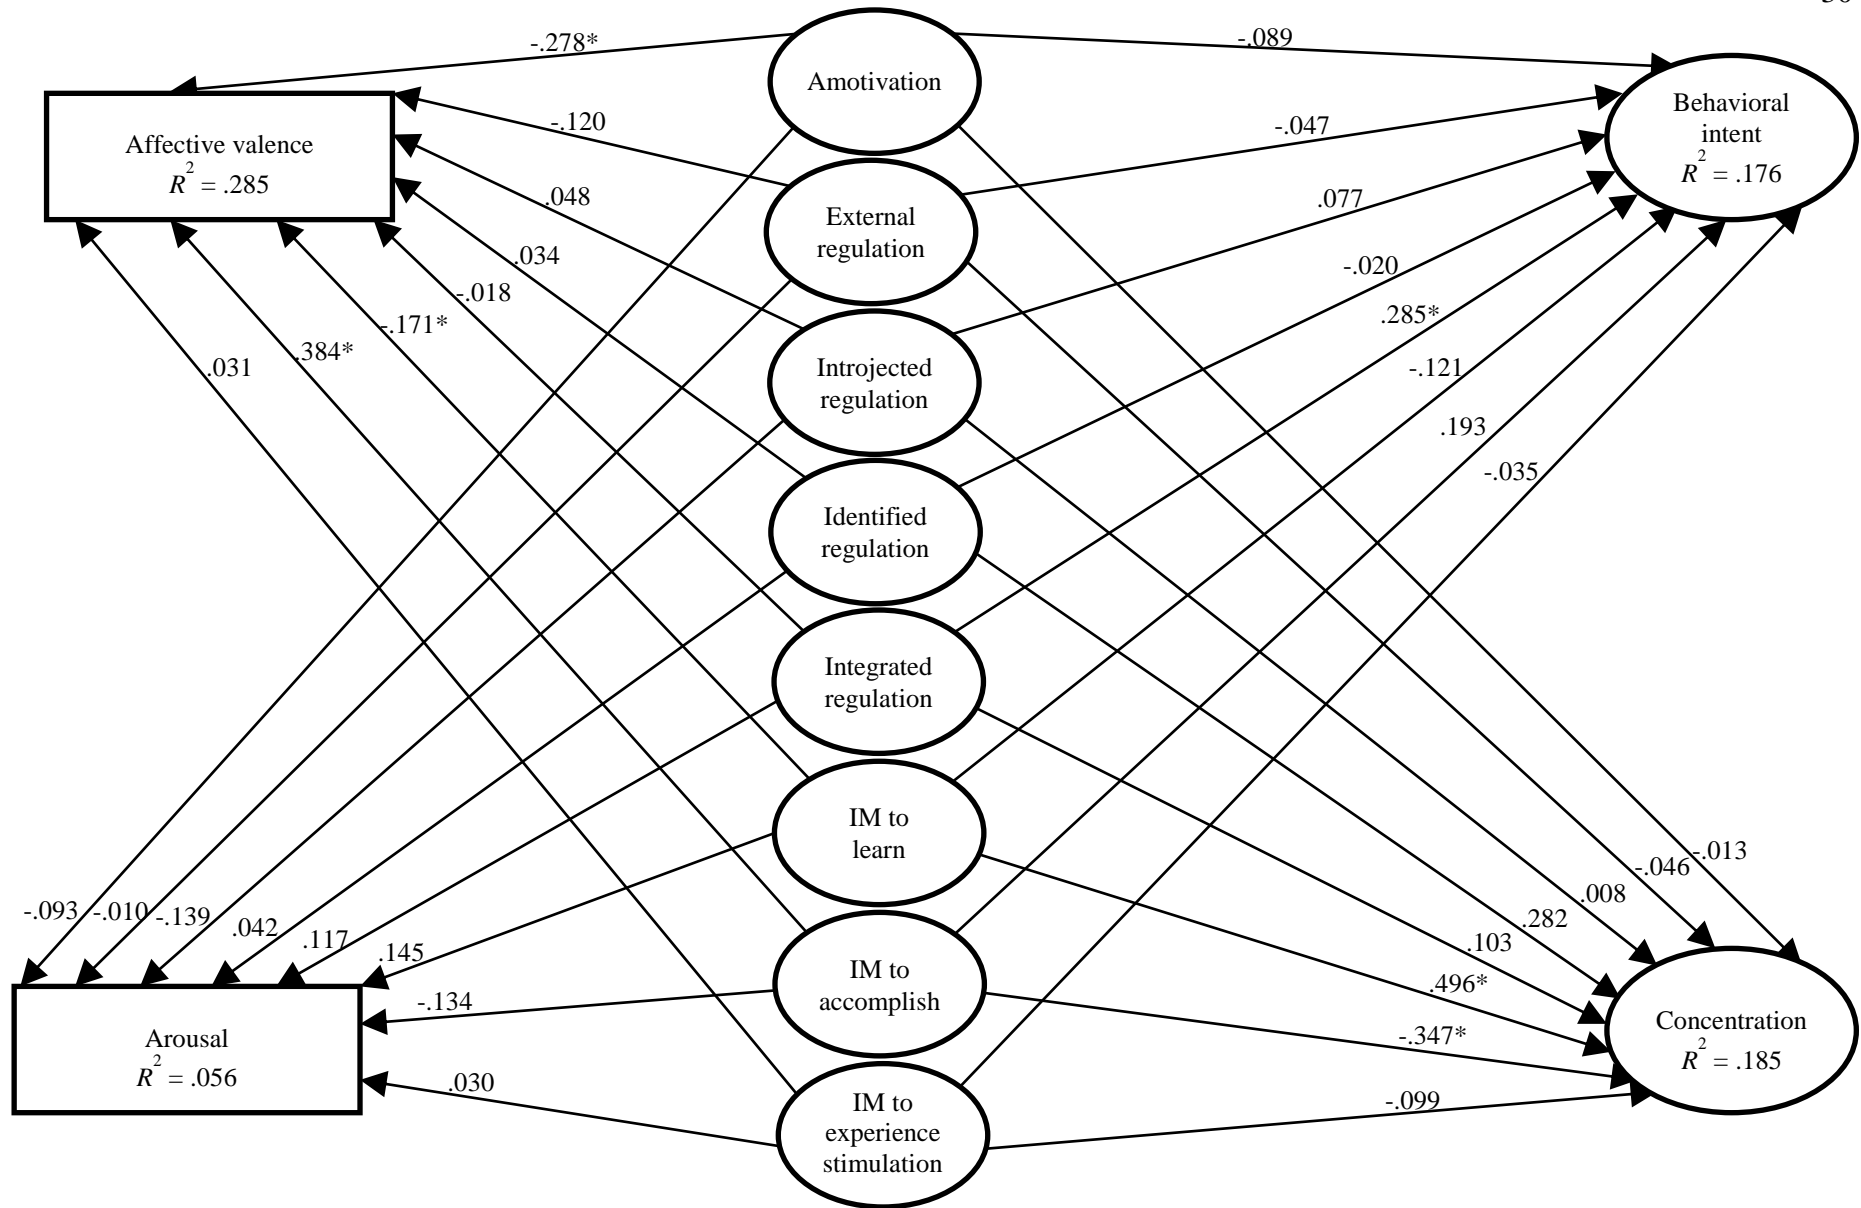 -.278*
-.089
Amotivation
Behavioral
intent
R² = .176
Affective valence
R² = .285
-.120
-.047
.048
.077
External
regulation
.034
-.020
-.018
.285*
-.171*
.384*
.031
-.121
Introjected
regulation
.193
-.035
Identified
regulation
Integrated
regulation
IM to
learn
-.013
-.046
.008
.282
.103
-.093
-.010
-.139
.042
.117
.145
.496*
IM to
accomplish
-.134
-.347*
Arousal
R² = .056
Concentration
R² = .185
.030
-.099
IM to
experience
stimulation